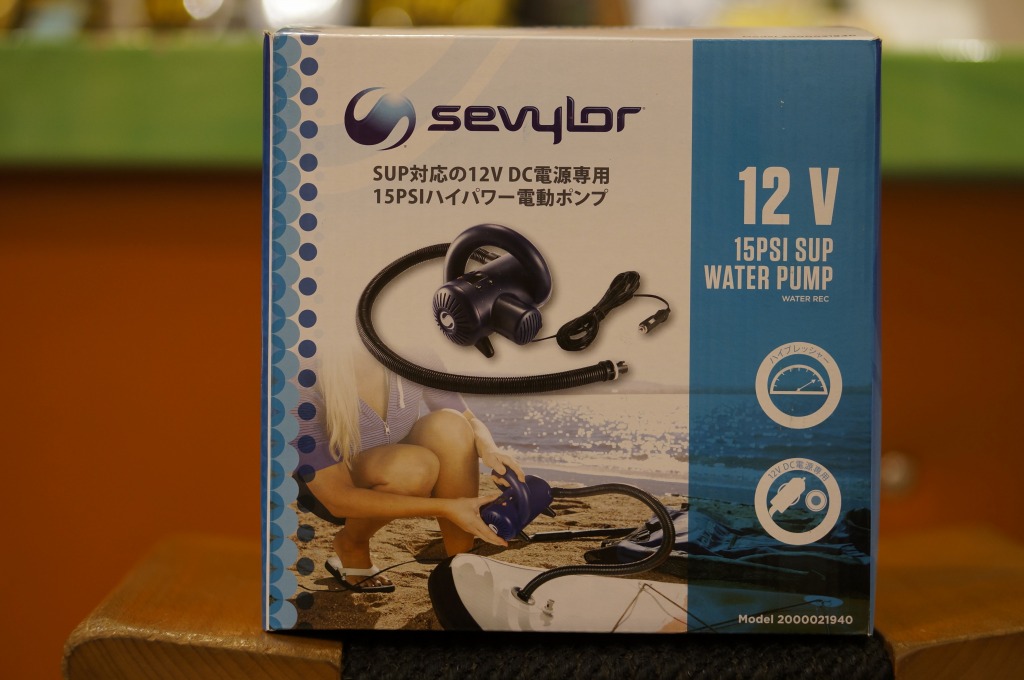 sevylor
SUP対応の12V DC電源専用
15PSIハイパワー電動ポンプ
12 V
15PSI SUP
WATER PUMP
WATER REC
ハイプレッシャー
12V DC電源専用
Model 2000021940